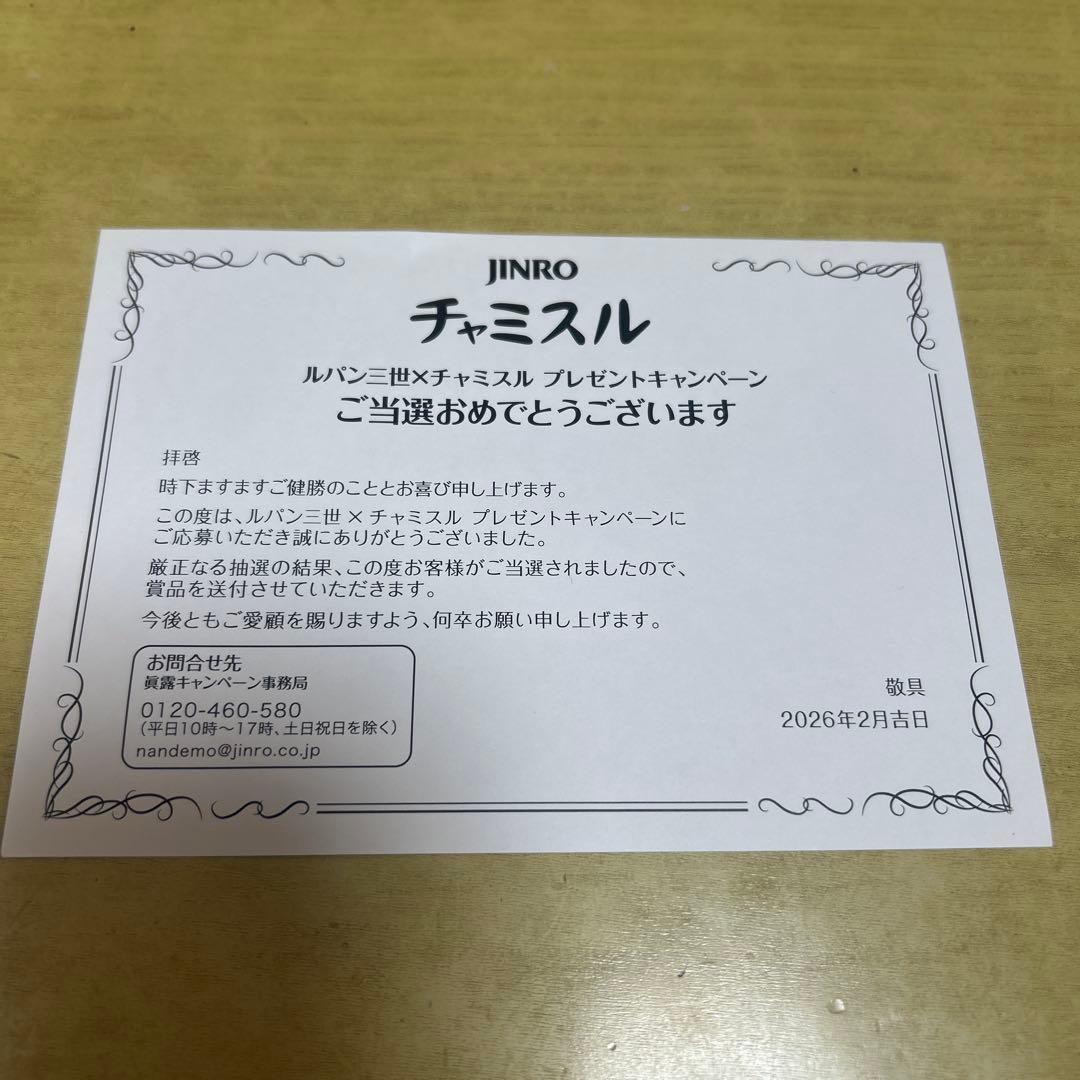 JINRO
チャミスル
ルパン三世×チャミスル プレゼントキャンペーン
ご当選おめでとうございます
拝啓
時下ますますご健勝のこととお喜び申し上げます。
この度は、ルパン三世 × チャミスル プレゼントキャンペーンに
ご応募いただき誠にありがとうございました。
厳正なる抽選の結果、この度お客様がご当選されましたので、
賞品を送付させていただきます。
今後ともご愛顧を賜りますよう、何卒お願い申し上げます。
お問合せ先
眞露キャンペーン事務局
0120-460-580
(平日10時～17時、土日祝日を除く)
nandemo@jinro.co.jp
敬具
2026年2月吉日